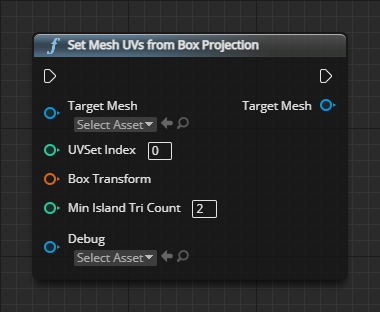 f Set Mesh UVs from Box Projection
Target Mesh Target Mesh
Select Asset
UVSet Index 0
Box Transform
Min Island Tri Count 2
Debug
Select Asset